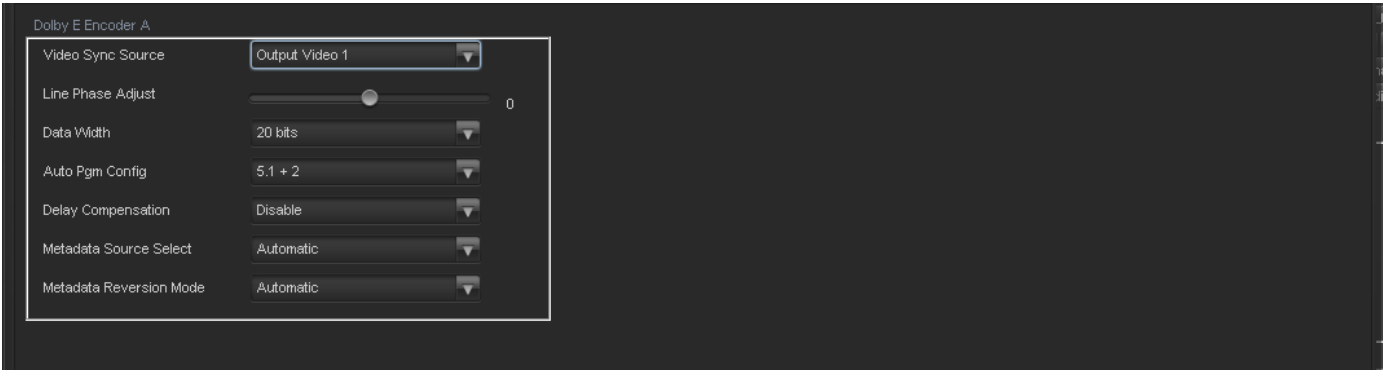 Dolby E Encoder A
Video Sync Source Output Video 1
Line Phase Adjust 0
Data Width 20 bits
Auto Pgm Config 5.1 + 2
Delay Compensation Disable
Metadata Source Select Automatic
Metadata Reversion Mode Automatic